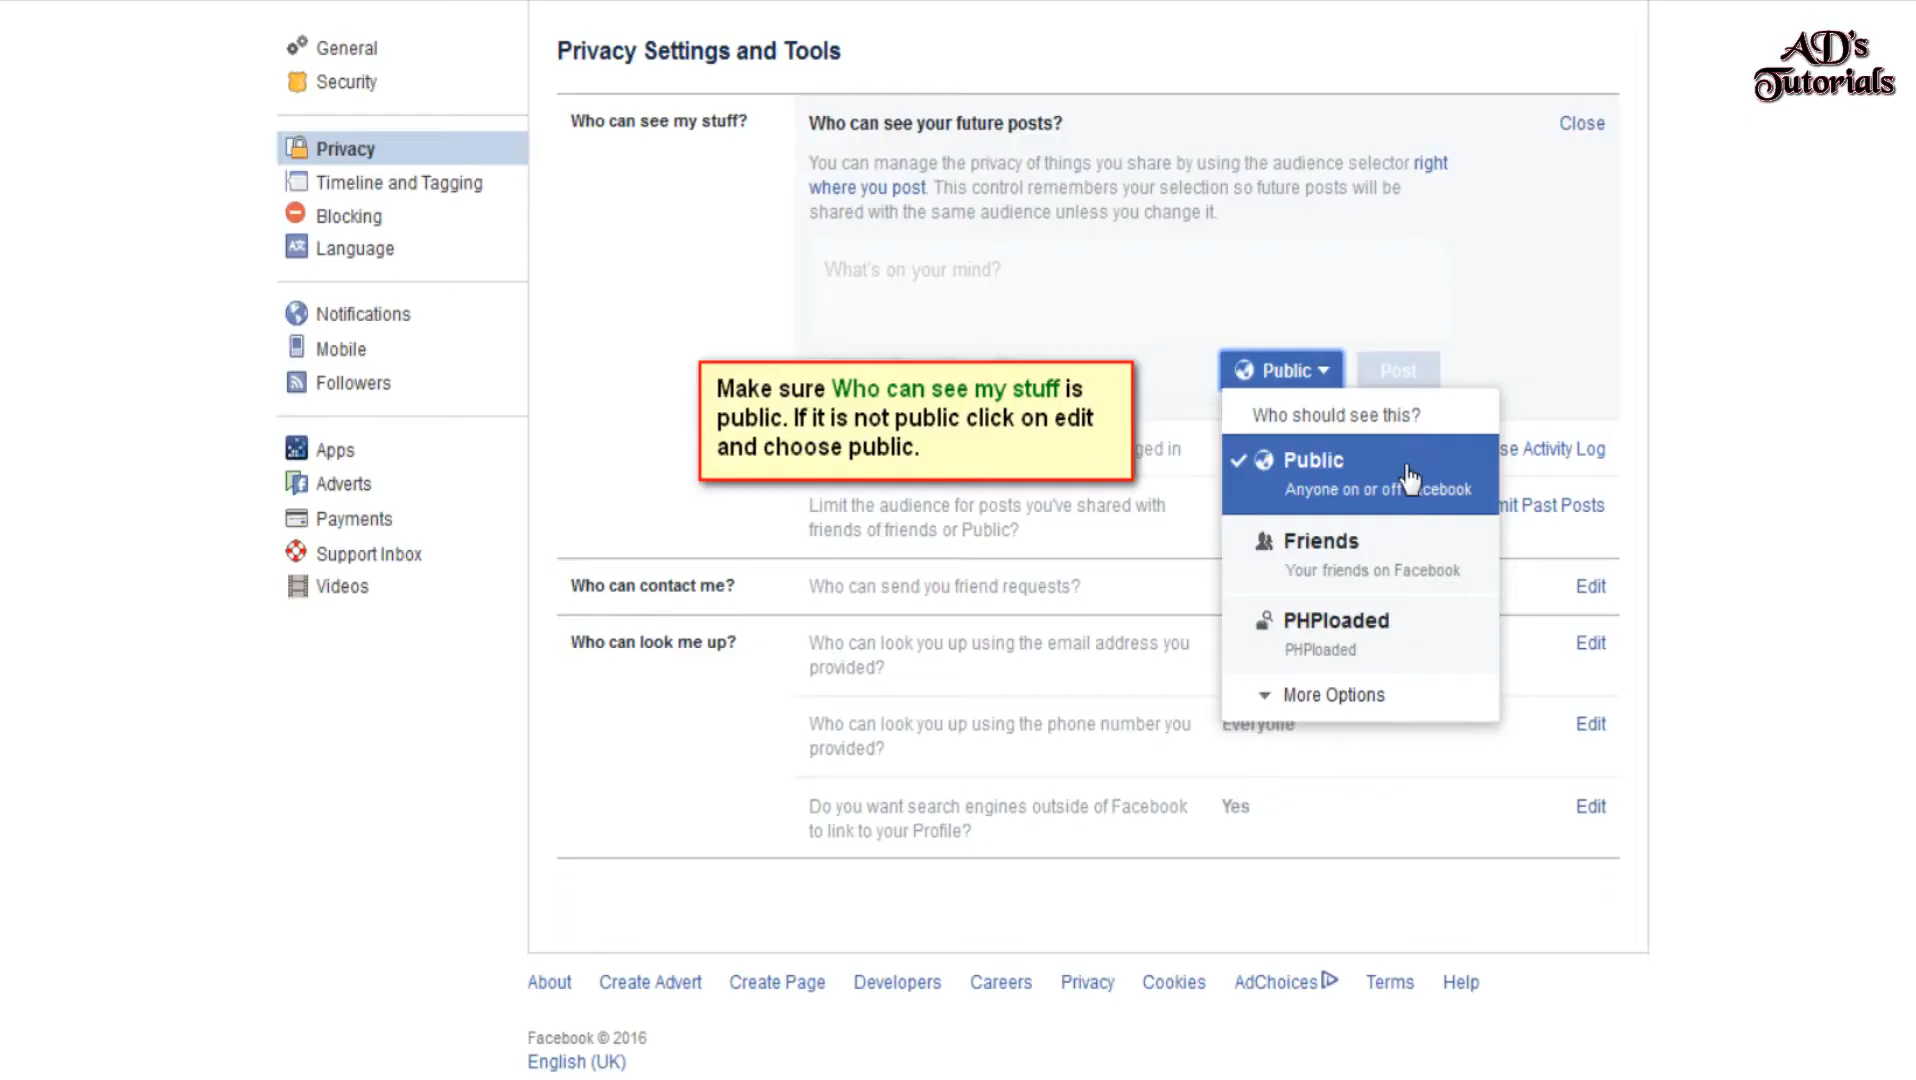 AD's
Tutorials
General
Security
Privacy
Timeline and Tagging
Blocking
Language
Notifications
Mobile
Followers
Apps
Adverts
Payments
Support Inbox
Videos
Privacy Settings and Tools
Who can see my stuff?
Who can see your future posts?
Close
You can manage the privacy of things you share by using the audience selector right
where you post. This control remembers your selection so future posts will be
shared with the same audience unless you change it.
What's on your mind?
Public
Post
Make sure Who can see my stuff is
public. If it is not public click on edit
and choose public.
Who should see this?
Public
Anyone on or off
Friends
Your friends on Facebook
PHPloaded
PHPloaded
More Options
in
Activity Log
Limit the audience for posts you've shared with
friends of friends or Public?
Past Posts
Who can contact me?
Who can send you friend requests?
Edit
Who can look me up?
Who can look you up using the email address you
provided?
Edit
Who can look you up using the phone number you
provided?
Everyone
Edit
Do you want search engines outside of Facebook
to link to your Profile?
Yes
Edit
About Create Advert Create Page Developers Careers Privacy Cookies AdChoices Terms Help
Facebook © 2016
English (UK)